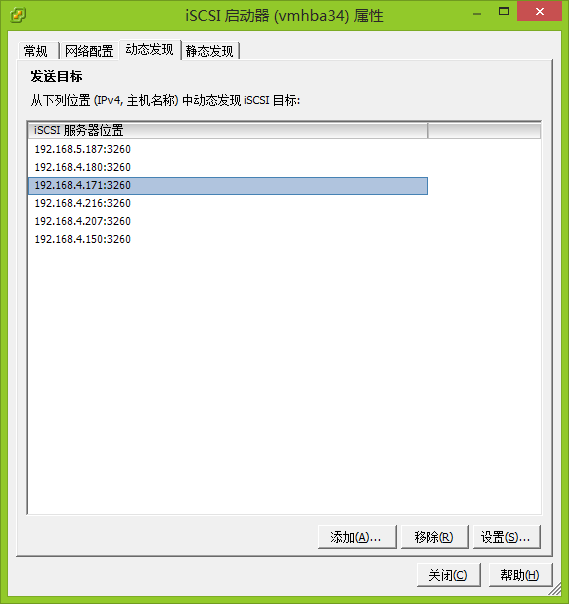 iSCSI 启动器 (vmhba34) 属性
常规 网络配置 动态发现 静态发现
发送目标
从下列位置 (IPv4, 主机名称) 中动态发现 iSCSI 目标:
iSCSI 服务器位置
192.168.5.187:3260
192.168.4.180:3260
192.168.4.171:3260
192.168.4.216:3260
192.168.4.207:3260
192.168.4.150:3260
添加(A)... 移除(R) 设置(S)...
关闭(C) 帮助(H)